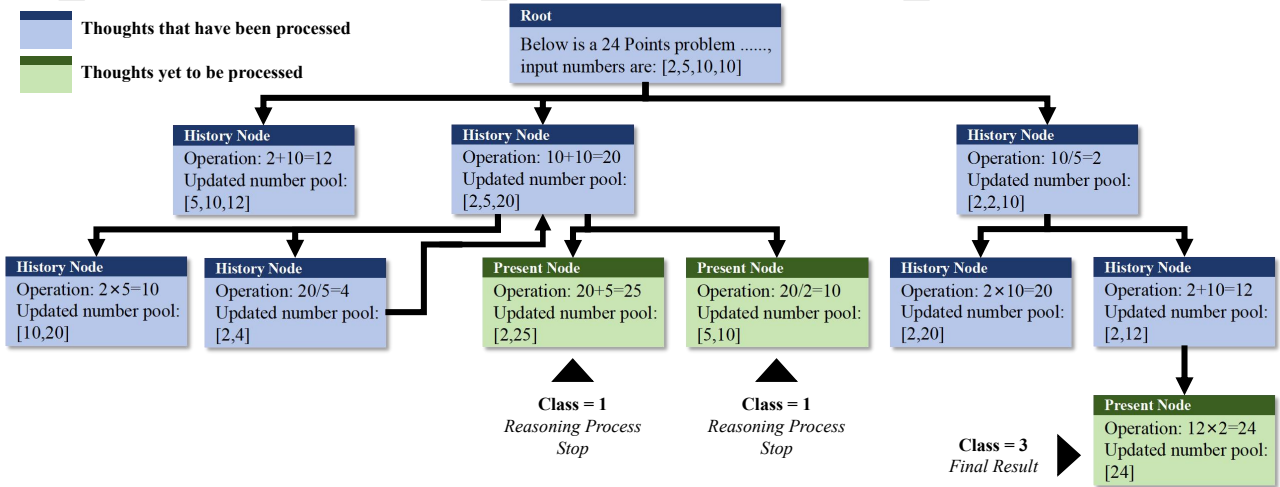 Thoughts that have been processed
Thoughts yet to be processed
Root
Below is a 24 Points problem ......,
input numbers are: [2,5,10,10]
History Node
Operation: 2+10=12
Updated number pool:
[5,10,12]
History Node
Operation: 10+10=20
Updated number pool:
[2,5,20]
History Node
Operation: 10/5=2
Updated number pool:
[2,2,10]
History Node
Operation: 2×5=10
Updated number pool:
[10,20]
History Node
Operation: 20/5=4
Updated number pool:
[2,4]
Present Node
Operation: 20+5=25
Updated number pool:
[2,25]
Present Node
Operation: 20/2=10
Updated number pool:
[5,10]
History Node
Operation: 2×10=20
Updated number pool:
[2,20]
History Node
Operation: 2+10=12
Updated number pool:
[2,12]
Class = 1
Reasoning Process
Stop
Class = 1
Reasoning Process
Stop
Class = 3
Final Result
Present Node
Operation: 12×2=24
Updated number pool:
[24]